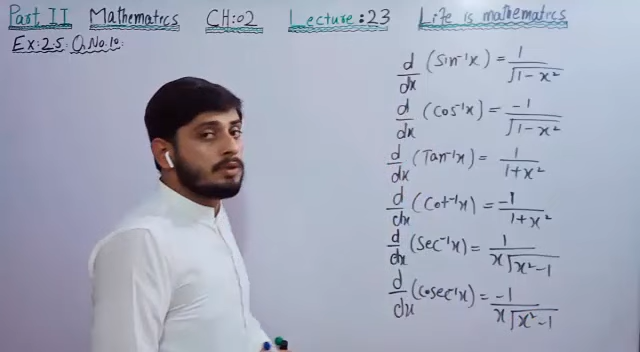 Part II Mathematics CH:02 Lecture:23 Life is mathematics
Ex:2.5 Q.No.10:
d/dx (Sin⁻¹x) = 1/√(1-x²)
d/dx (Cos⁻¹x) = -1/√(1-x²)
d/dx (Tan⁻¹x) = 1/(1+x²)
d/dx (Cot⁻¹x) = -1/(1+x²)
d/dx (Sec⁻¹x) = 1/(x√(x²-1))
d/dx (Cosec⁻¹x) = -1/(x√(x²-1))